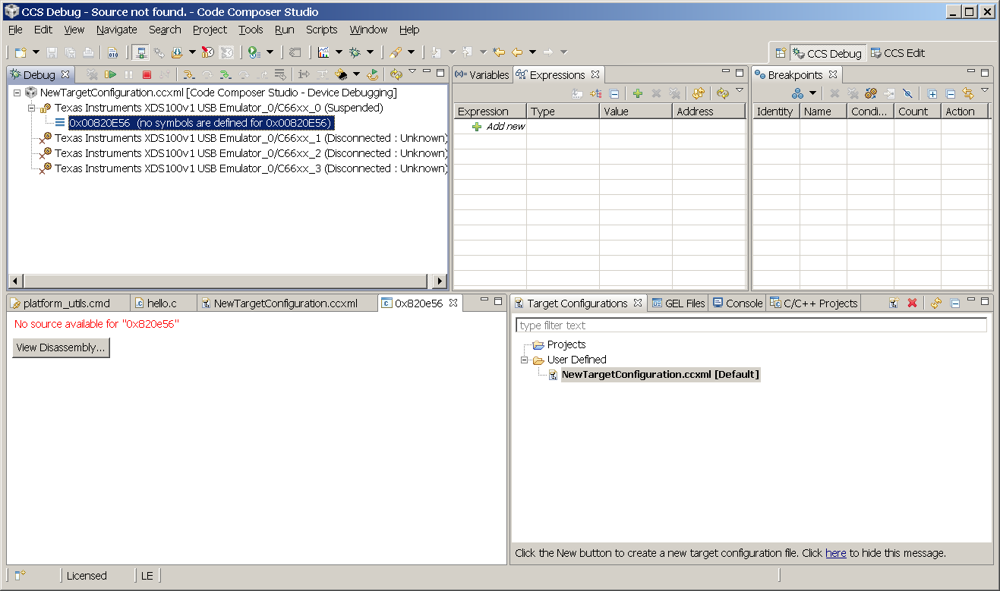 CCS Debug - Source not found. - Code Composer Studio
File Edit View Navigate Search Project Tools Run Scripts Window Help
CCS Debug CCS Edit
Debug
NewTargetConfiguration.ccxml [Code Composer Studio - Device Debugging]
Texas Instruments XDS100v1 USB Emulator_0/C66xx_0 (Suspended)
0x00820E56 (no symbols are defined for 0x00820E56)
Texas Instruments XDS100v1 USB Emulator_0/C66xx_1 (Disconnected : Unknown)
Texas Instruments XDS100v1 USB Emulator_0/C66xx_2 (Disconnected : Unknown)
Texas Instruments XDS100v1 USB Emulator_0/C66xx_3 (Disconnected : Unknown)
(x)= Variables Expressions
Expression Type Value Address
Add new
Breakpoints
Identity Name Condi... Count Action
platform_utils.cmd hello.c NewTargetConfiguration.ccxml 0x820e56
No source available for "0x820e56"
View Disassembly...
Target Configurations GEL Files Console C/C++ Projects
type filter text
Projects
User Defined
NewTargetConfiguration.ccxml [Default]
Click the New button to create a new target configuration file. Click here to hide this message.
Licensed LE